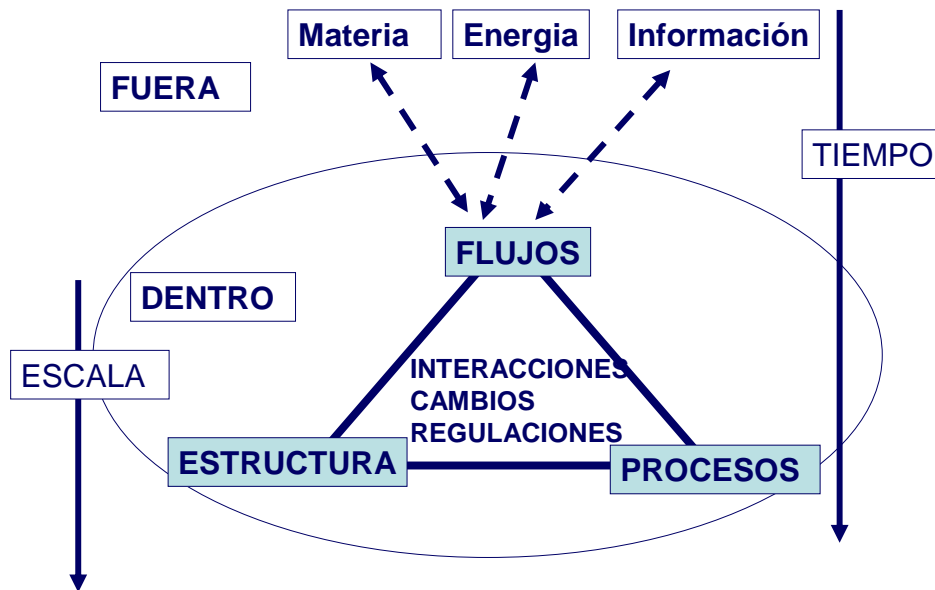 Materia
Energia
Información
FUERA
TIEMPO
FLUJOS
DENTRO
ESCALA
INTERACCIONES
CAMBIOS
REGULACIONES
ESTRUCTURA
PROCESOS